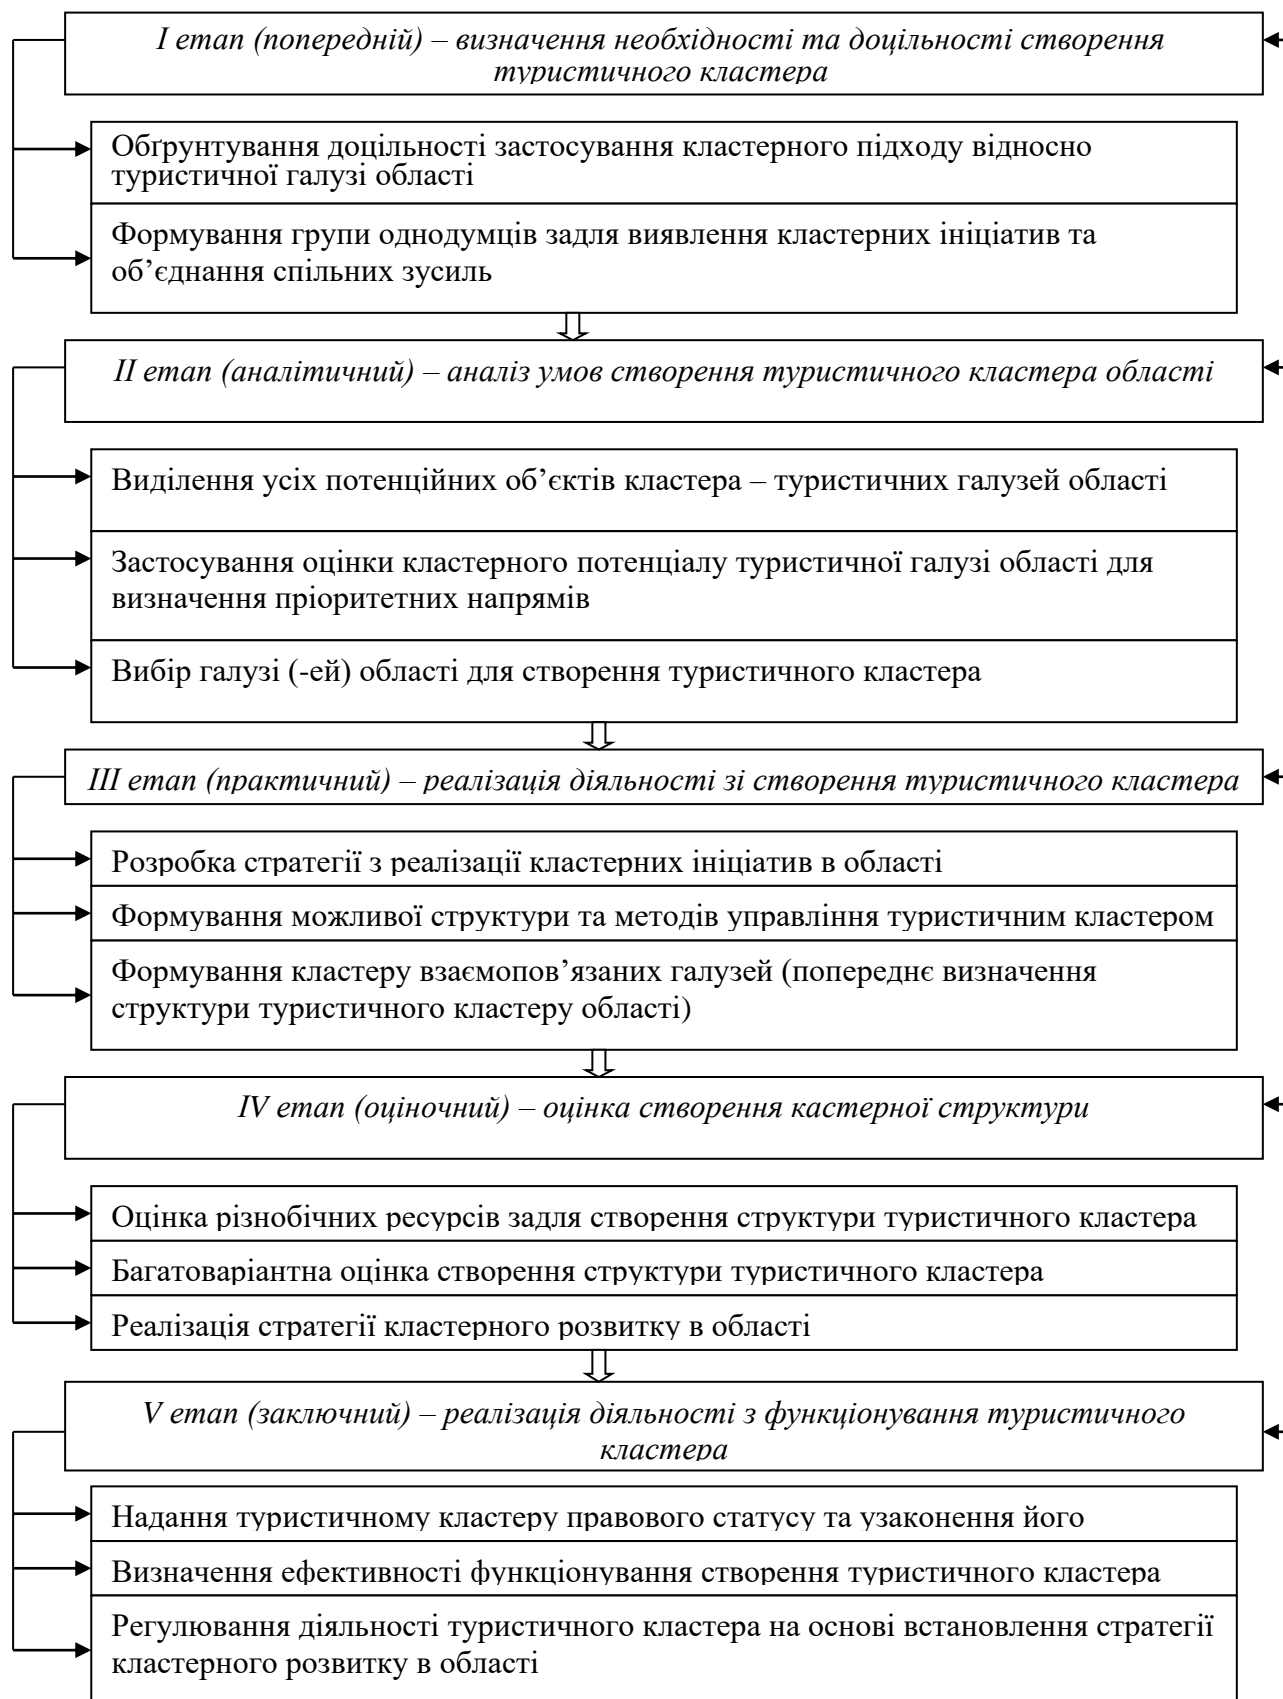 І етап (попередній) – визначення необхідності та доцільності створення
туристичного кластера
Обґрунтування доцільності застосування кластерного підходу відносно
туристичної галузі області
Формування групи однодумців задля виявлення кластерних ініціатив та
об’єднання спільних зусиль
ІІ етап (аналітичний) – аналіз умов створення туристичного кластера області
Виділення усіх потенційних об’єктів кластера – туристичних галузей області
Застосування оцінки кластерного потенціалу туристичної галузі області для
визначення пріоритетних напрямів
Вибір галузі (-ей) області для створення туристичного кластера
ІІІ етап (практичний) – реалізація діяльності зі створення туристичного кластера
Розробка стратегії з реалізації кластерних ініціатив в області
Формування можливої структури та методів управління туристичним кластером
Формування кластеру взаємопов’язаних галузей (попереднє визначення
структури туристичного кластеру області)
IV етап (оціночний) – оцінка створення кастерної структури
Оцінка різнобічних ресурсів задля створення структури туристичного кластера
Багатоваріантна оцінка створення структури туристичного кластера
Реалізація стратегії кластерного розвитку в області
V етап (заключний) – реалізація діяльності з функціонування туристичного
кластера
Надання туристичному кластеру правового статусу та узаконення його
Визначення ефективності функціонування створення туристичного кластера
Регулювання діяльності туристичного кластера на основі встановлення стратегії
кластерного розвитку в області